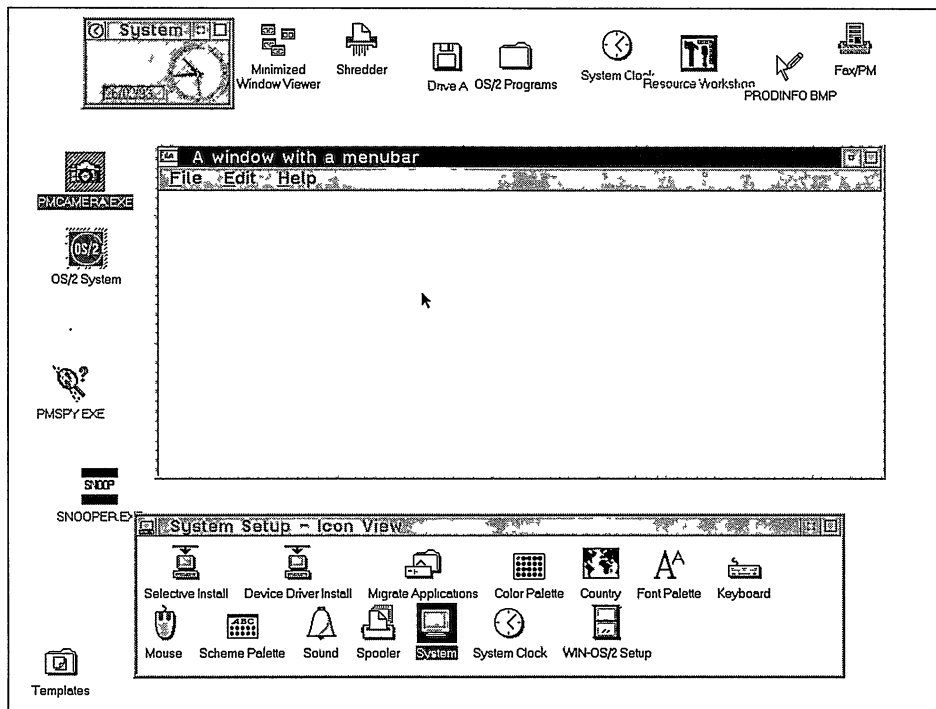 System
Minimized
Window Viewer
Shredder
Drive A
OS/2 Programs
System Clock
Resource Workshop
PRODINFO BMP
Fax/PM
A window with a menubar
File Edit Help
PMCAMERA.EXE
OS/2
OS/2 System
PMSPY EXE
SNOOP
SNOOPER.EXE
System Setup - Icon View
Selective Install Device Driver Install Migrate Applications Color Palette Country Font Palette Keyboard
ABC
Mouse Scheme Palette Sound Spooler System System Clock WIN-OS/2 Setup
Templates